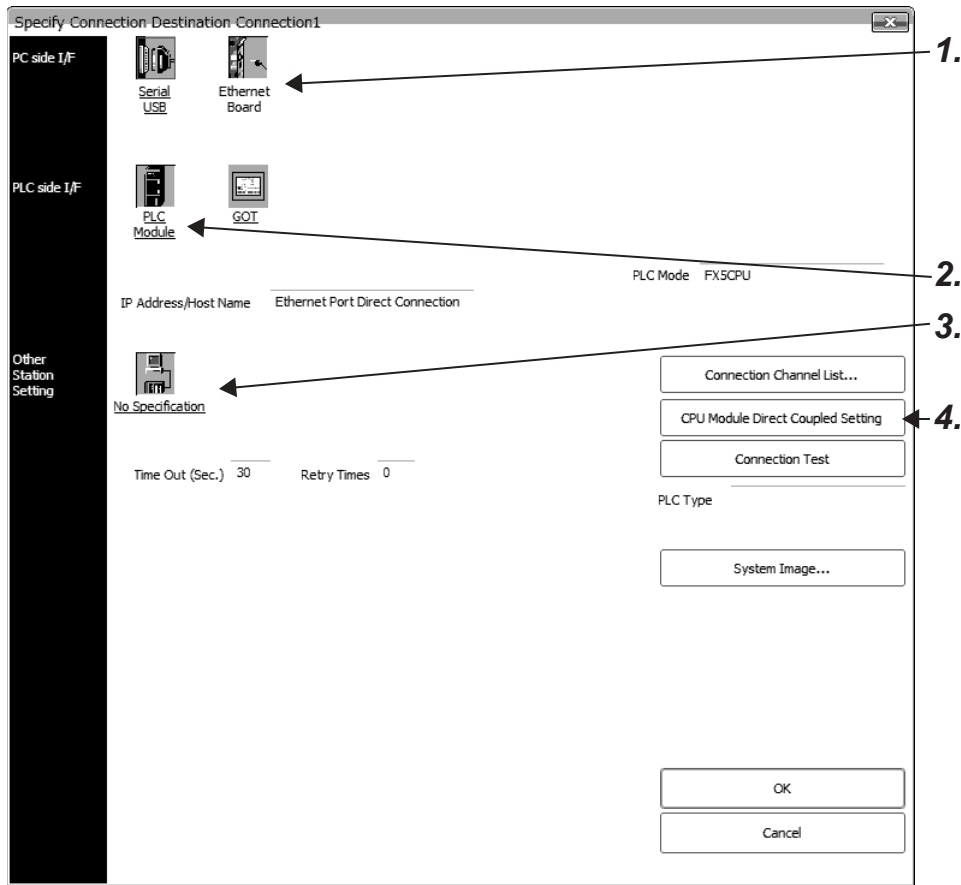 Specify Connection Destination Connection1
1.
PC side I/F
Serial
USB
Ethernet
Board
PLC side I/F
PLC
Module
GOT
2.
PLC Mode FX5CPU
IP Address/Host Name Ethernet Port Direct Connection
3.
Other
Station
Setting
No Specification
Connection Channel List...
CPU Module Direct Coupled Setting
4.
Connection Test
Time Out (Sec.) 30 Retry Times 0
PLC Type
System Image...
OK
Cancel